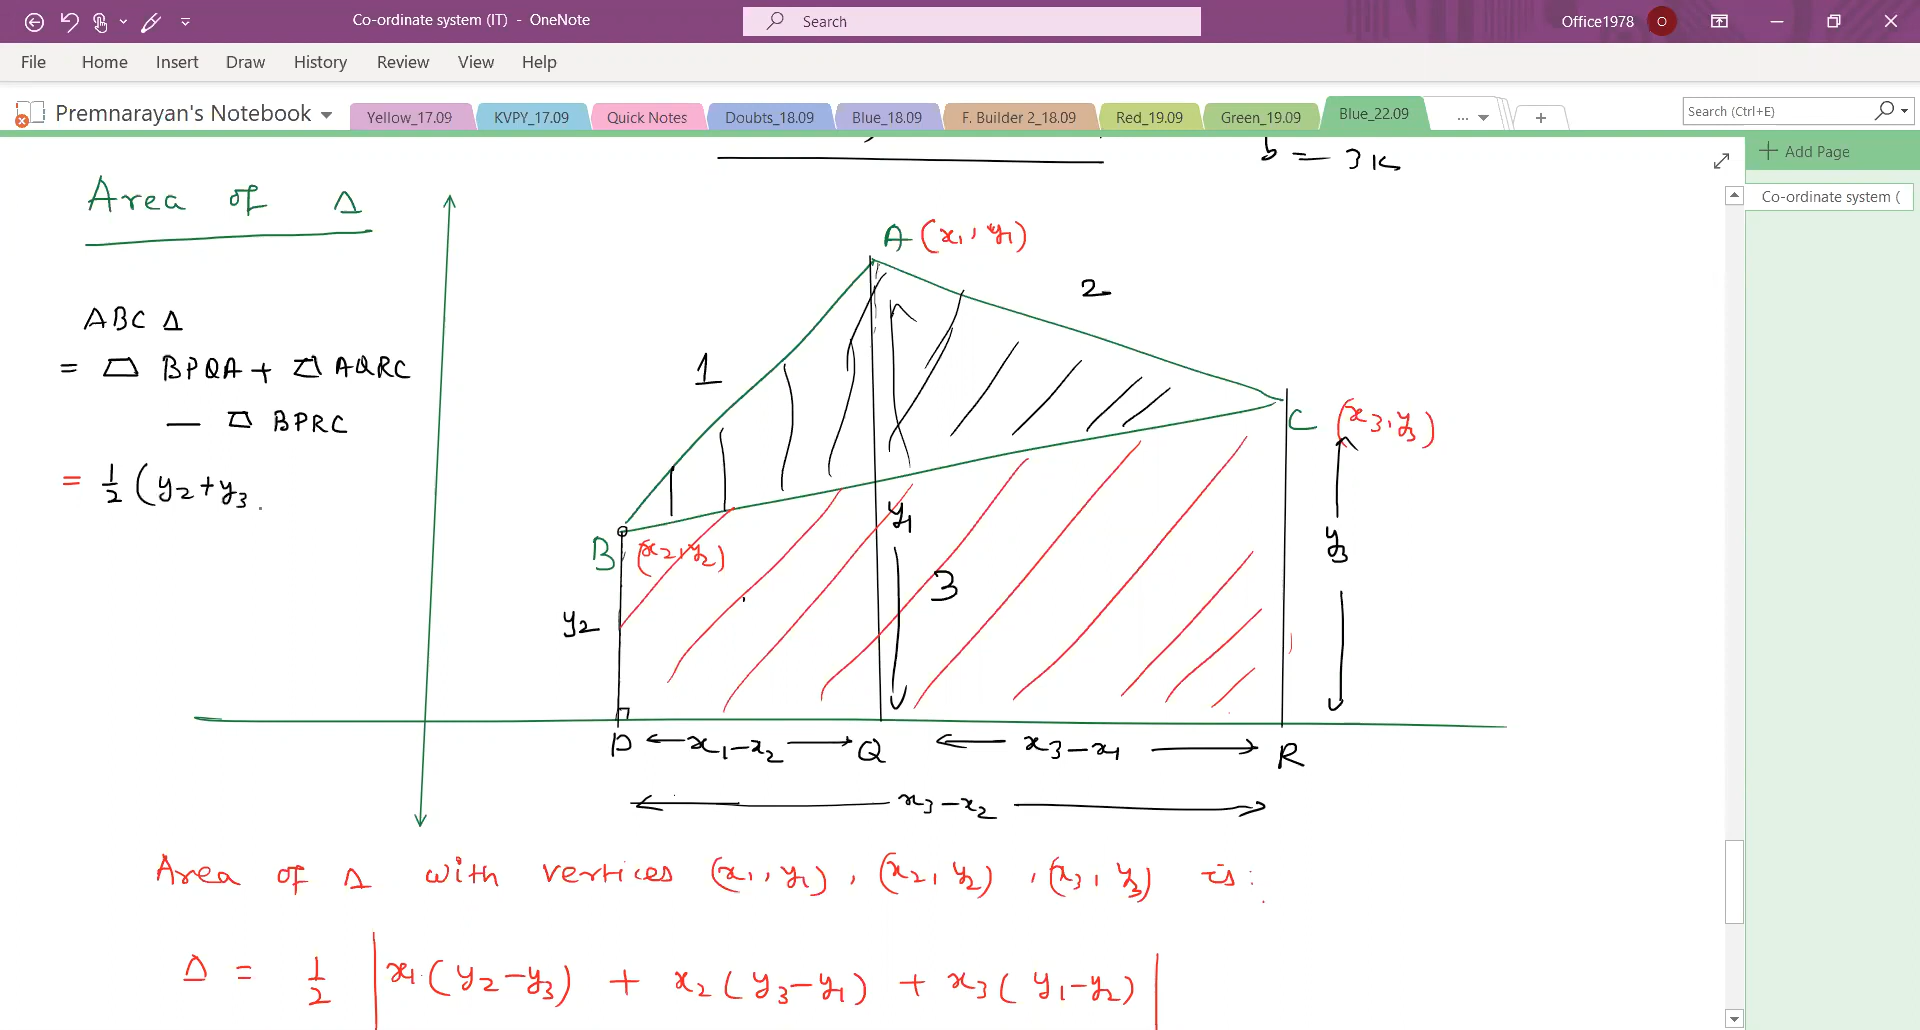 Co-ordinate system (IT) - OneNote
Search
Office1978
O
File Home Insert Draw History Review View Help
Premnarayan's Notebook
Yellow_17.09
KVPY_17.09
Quick Notes
Doubts_18.09
Blue_18.09
F. Builder 2_18.09
Red_19.09
Green_19.09
Blue_22.09
...
+
Search (Ctrl+E)
Add Page
Co-ordinate system (
b = 3k
Area of Δ
A (x₁, y₁)
2
ABC Δ
= ⏢ BPQA + ⏢ AQRC
1
- ⏢ BPRC
C (x₃, y₃)
= 1/2 (y₂+y₃
y₁
B (x₂, y₂)
y₃
3
y₂
P x₁-x₂ Q x₃-x₁ R
x₃-x₂
Area of Δ with vertices (x₁, y₁), (x₂, y₂), (x₃, y₃) is:
Δ = 1/2 | x₁(y₂-y₃) + x₂(y₃-y₁) + x₃(y₁-y₂) |